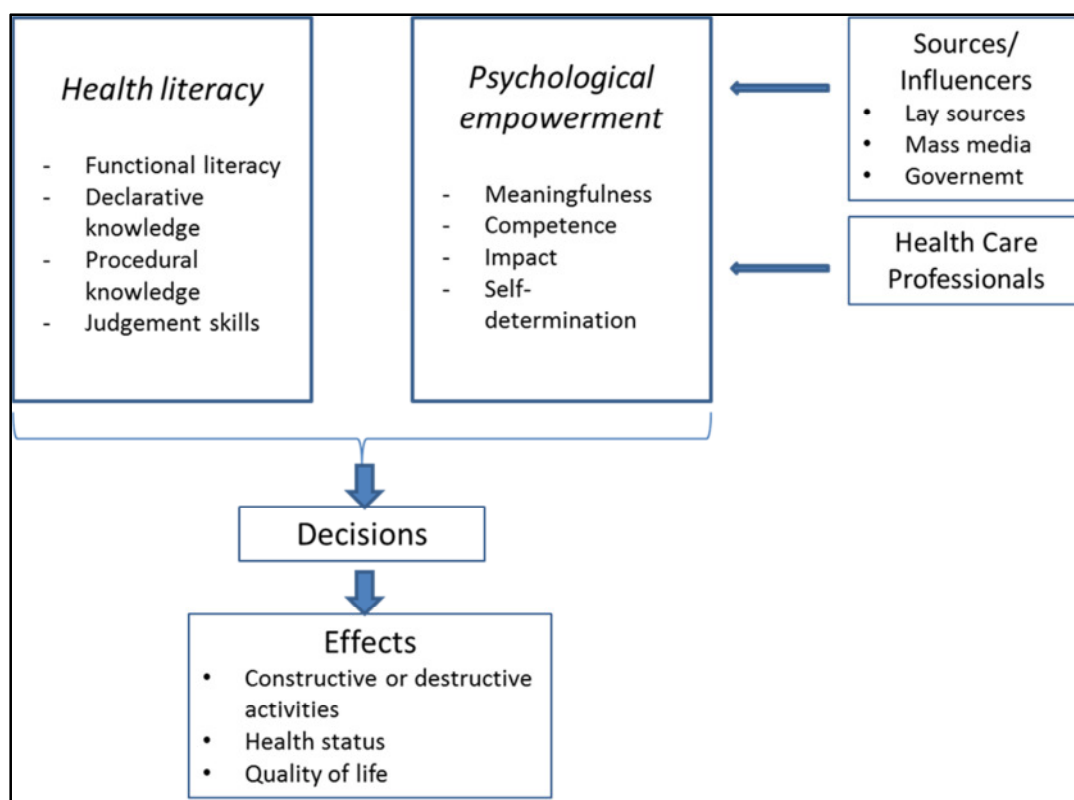 Health literacy
- Functional literacy
- Declarative
knowledge
- Procedural
knowledge
- Judgement skills
Psychological
empowerment
- Meaningfulness
- Competence
- Impact
- Self-
determination
Sources/
Influencers
• Lay sources
• Mass media
• Governemt
Health Care
Professionals
Decisions
Effects
• Constructive or destructive
activities
• Health status
• Quality of life